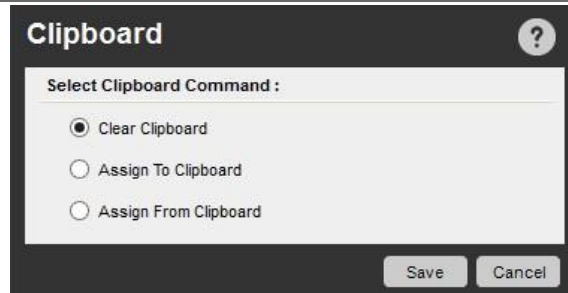 Clipboard
?
Select Clipboard Command :
Clear Clipboard
Assign To Clipboard
Assign From Clipboard
Save Cancel